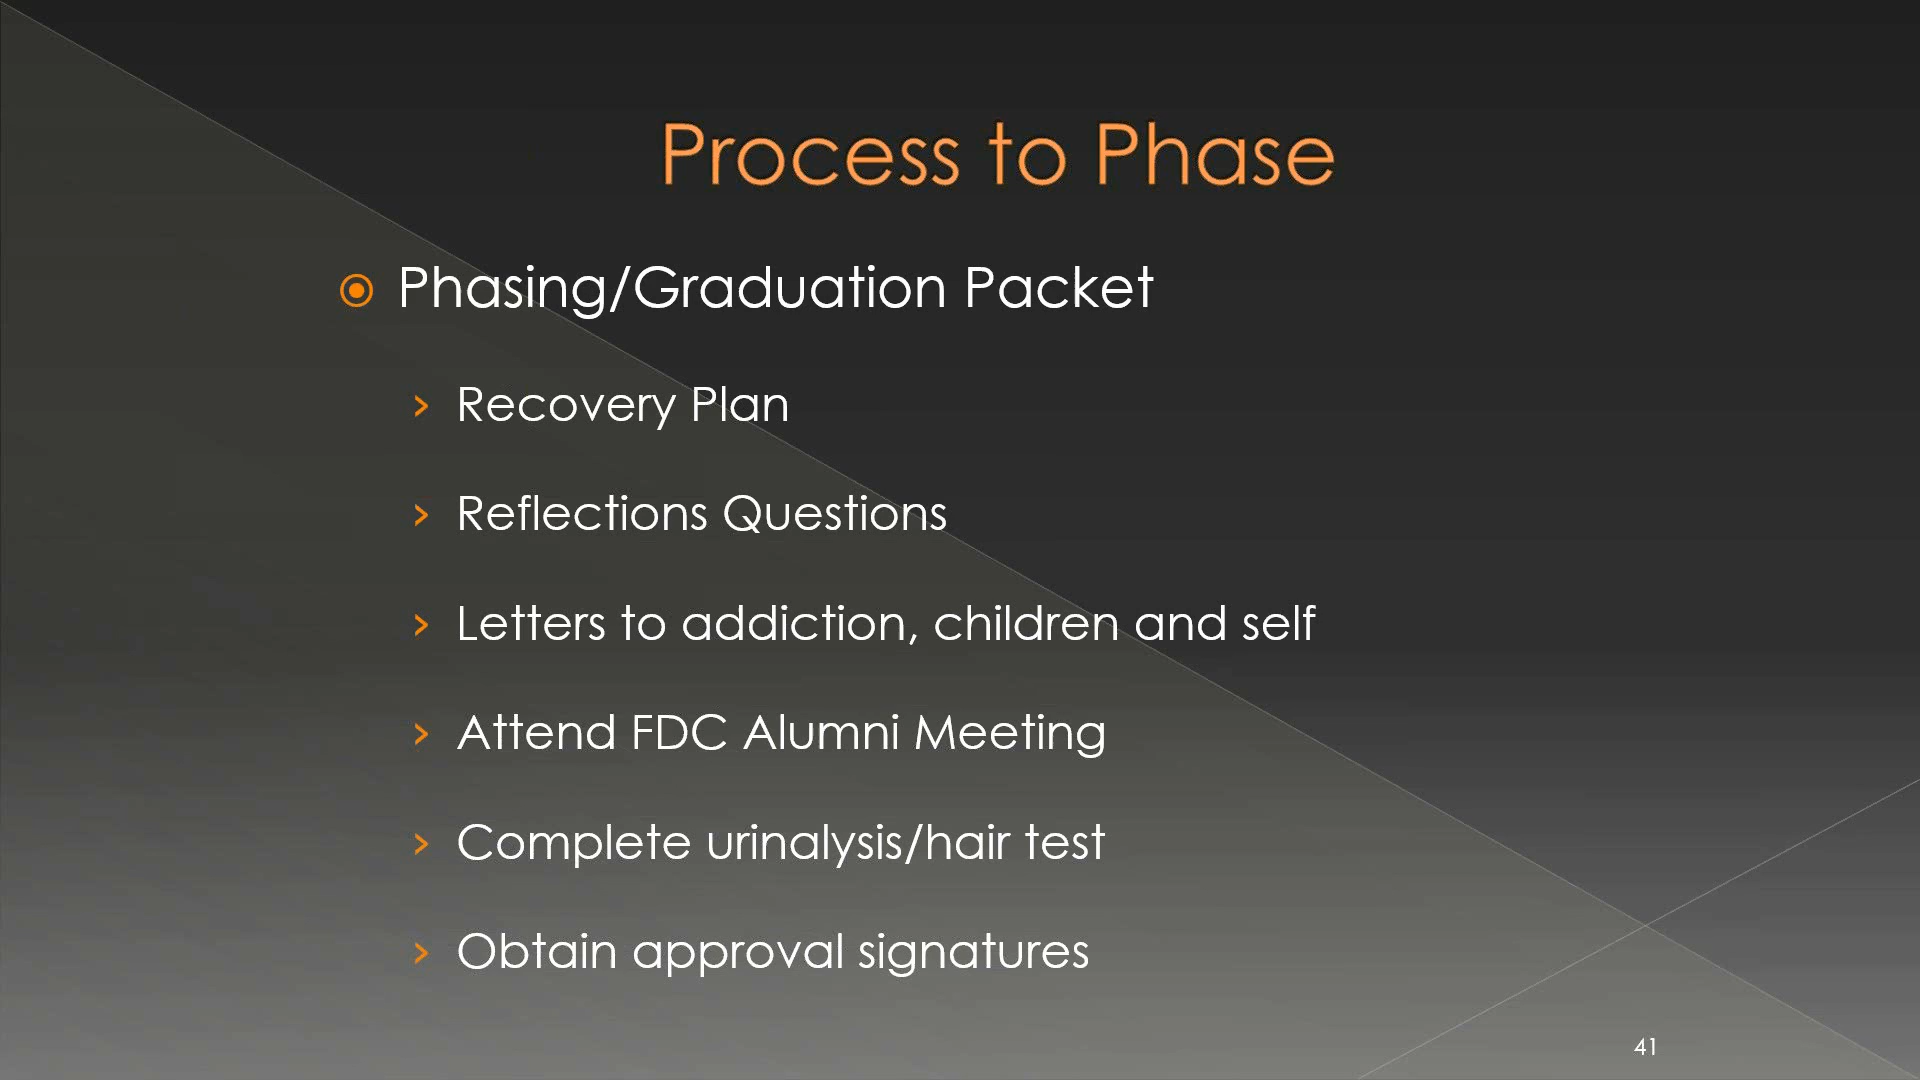 Process to Phase
Phasing/Graduation Packet
Recovery Plan
Reflections Questions
Letters to addiction, children and self
Attend FDC Alumni Meeting
Complete urinalysis/hair test
Obtain approval signatures
41